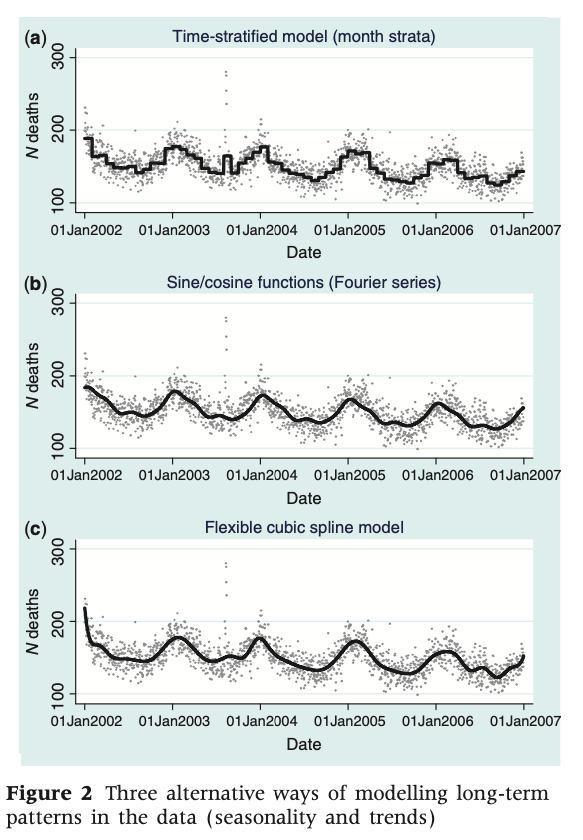 (a) Time-stratified model (month strata)
300
200
100
N deaths
01Jan2002 01Jan2003 01Jan2004 01Jan2005 01Jan2006 01Jan2007
Date
(b) Sine/cosine functions (Fourier series)
300
200
100
N deaths
01Jan2002 01Jan2003 01Jan2004 01Jan2005 01Jan2006 01Jan2007
Date
(c) Flexible cubic spline model
300
200
100
N deaths
01Jan2002 01Jan2003 01Jan2004 01Jan2005 01Jan2006 01Jan2007
Date
Figure 2 Three alternative ways of modelling long-term
patterns in the data (seasonality and trends)